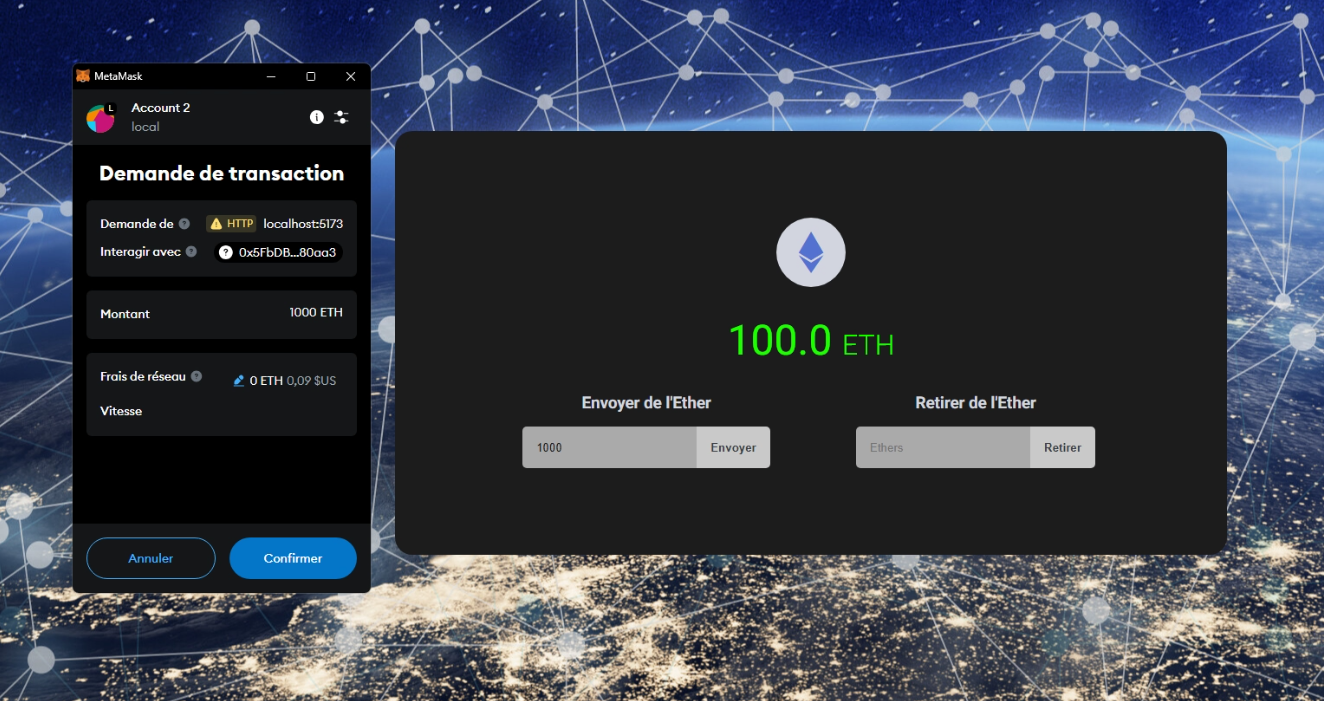 MetaMask
L
Account 2
local
Demande de transaction
Demande de ? HTTP localhost:5173
Interagir avec ? ? 0x5FbDB...80aa3
Montant 1000 ETH
Frais de réseau ? 0 ETH 0,09 $US
Vitesse
Annuler Confirmer
100.0 ETH
Envoyer de l'Ether
1000 Envoyer
Retirer de l'Ether
Ethers Retirer